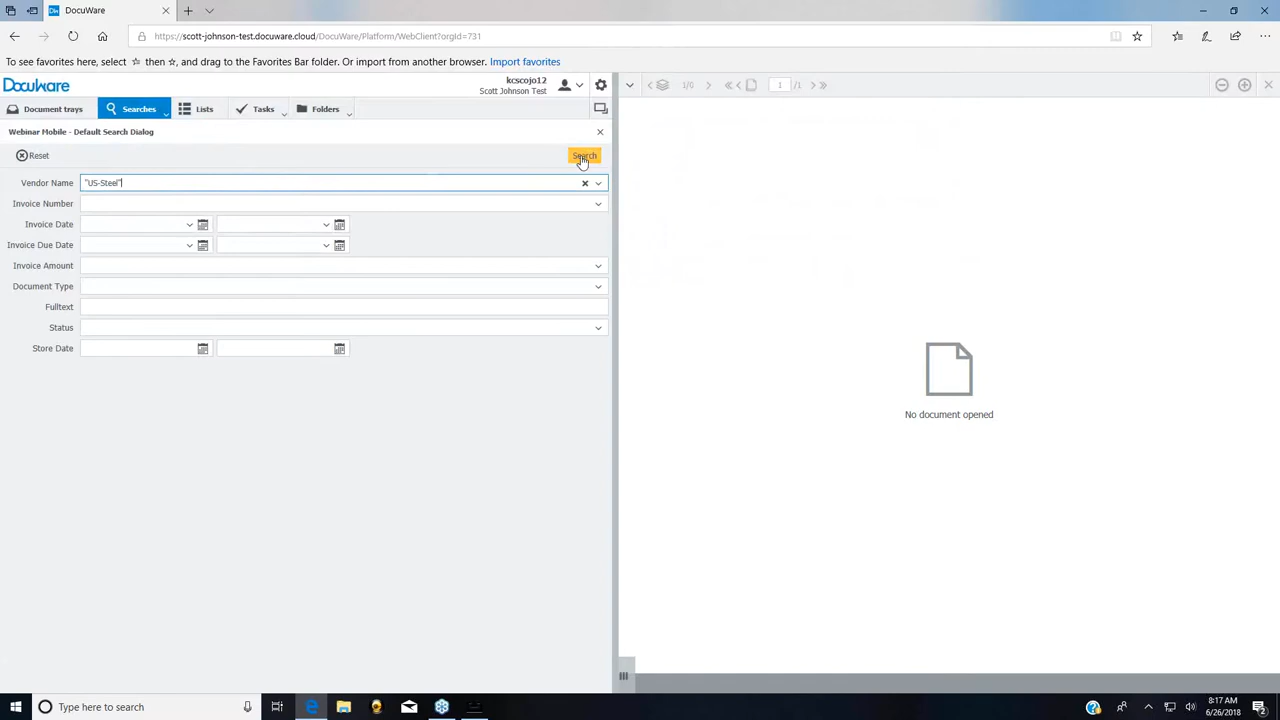 DocuWare
https://scott-johnson-test.docuware.cloud/DocuWare/Platform/WebClient?orgId=731
To see favorites here, select ☆ then ☆, and drag to the Favorites Bar folder. Or import from another browser. Import favorites
DocuWare
kcscojo12
Scott Johnson Test
1/0
1
/1
Document trays
Searches
Lists
Tasks
Folders
Webinar Mobile - Default Search Dialog
Reset
Search
Vendor Name
"US-Steel"
Invoice Number
Invoice Date
Invoice Due Date
Invoice Amount
Document Type
Fulltext
Status
Store Date
No document opened
Type here to search
8:17 AM
6/26/2018
2